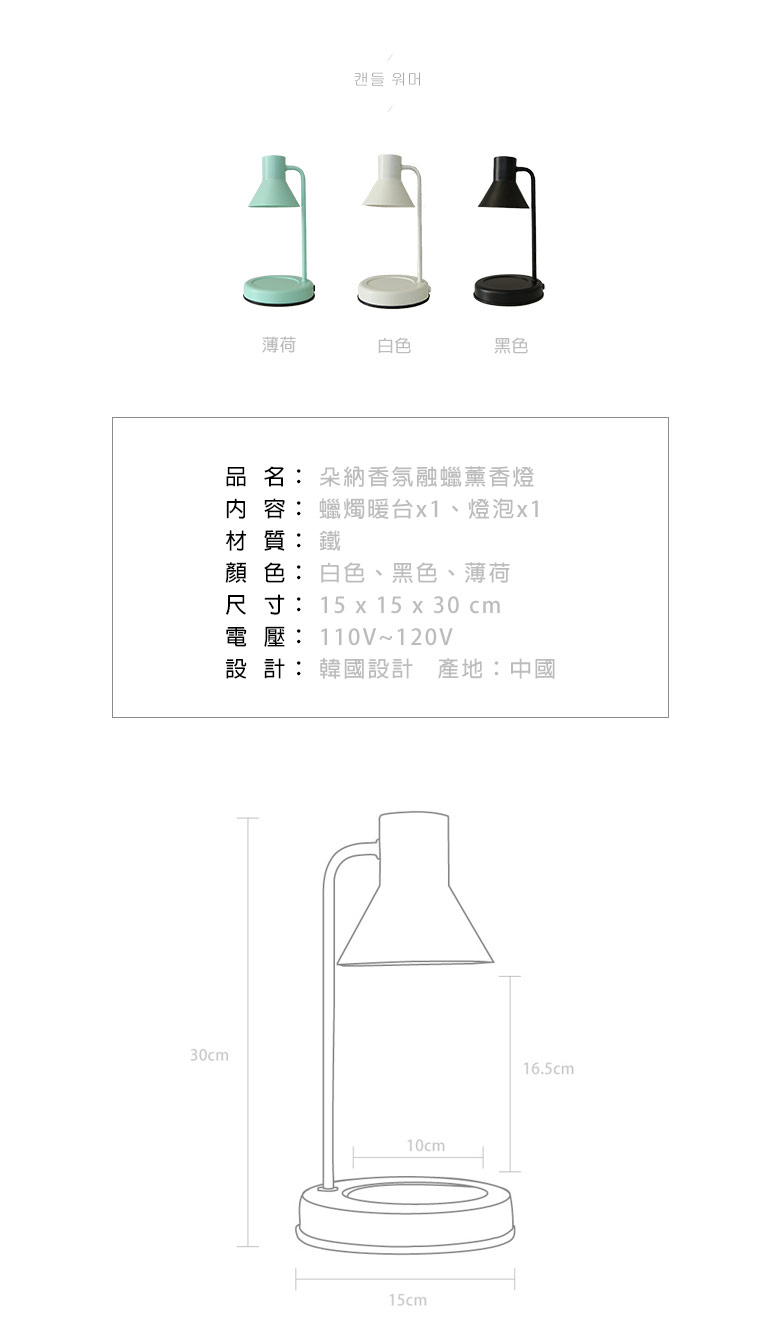 캔들 워머
薄荷 白色 黑色
品 名： 朵納香氛融蠟薰香燈
內 容： 蠟燭暖台x1、燈泡x1
材 質： 鐵
顏 色： 白色、黑色、薄荷
尺 寸： 15 x 15 x 30 cm
電 壓： 110V~120V
設 計： 韓國設計 產地：中國
30cm
16.5cm
10cm
15cm